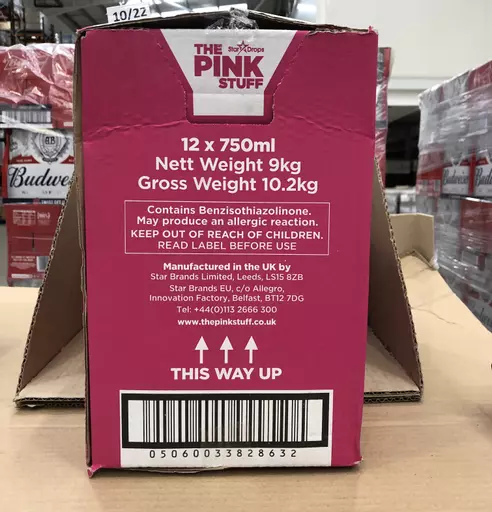 10/22
THE
Star Drops
PINK
STUFF
12 x 750ml
Nett Weight 9kg
Gross Weight 10.2kg
Contains Benzisothiazolinone.
May produce an allergic reaction.
KEEP OUT OF REACH OF CHILDREN.
READ LABEL BEFORE USE
Manufactured in the UK by
Star Brands Limited, Leeds, LS15 8ZB
Star Brands EU, c/o Allegro,
Innovation Factory, Belfast, BT12 7DG
Tel: +44(0)113 2666 300
www.thepinkstuff.co.uk
THIS WAY UP
05060033828632
Budwe
Budweiser